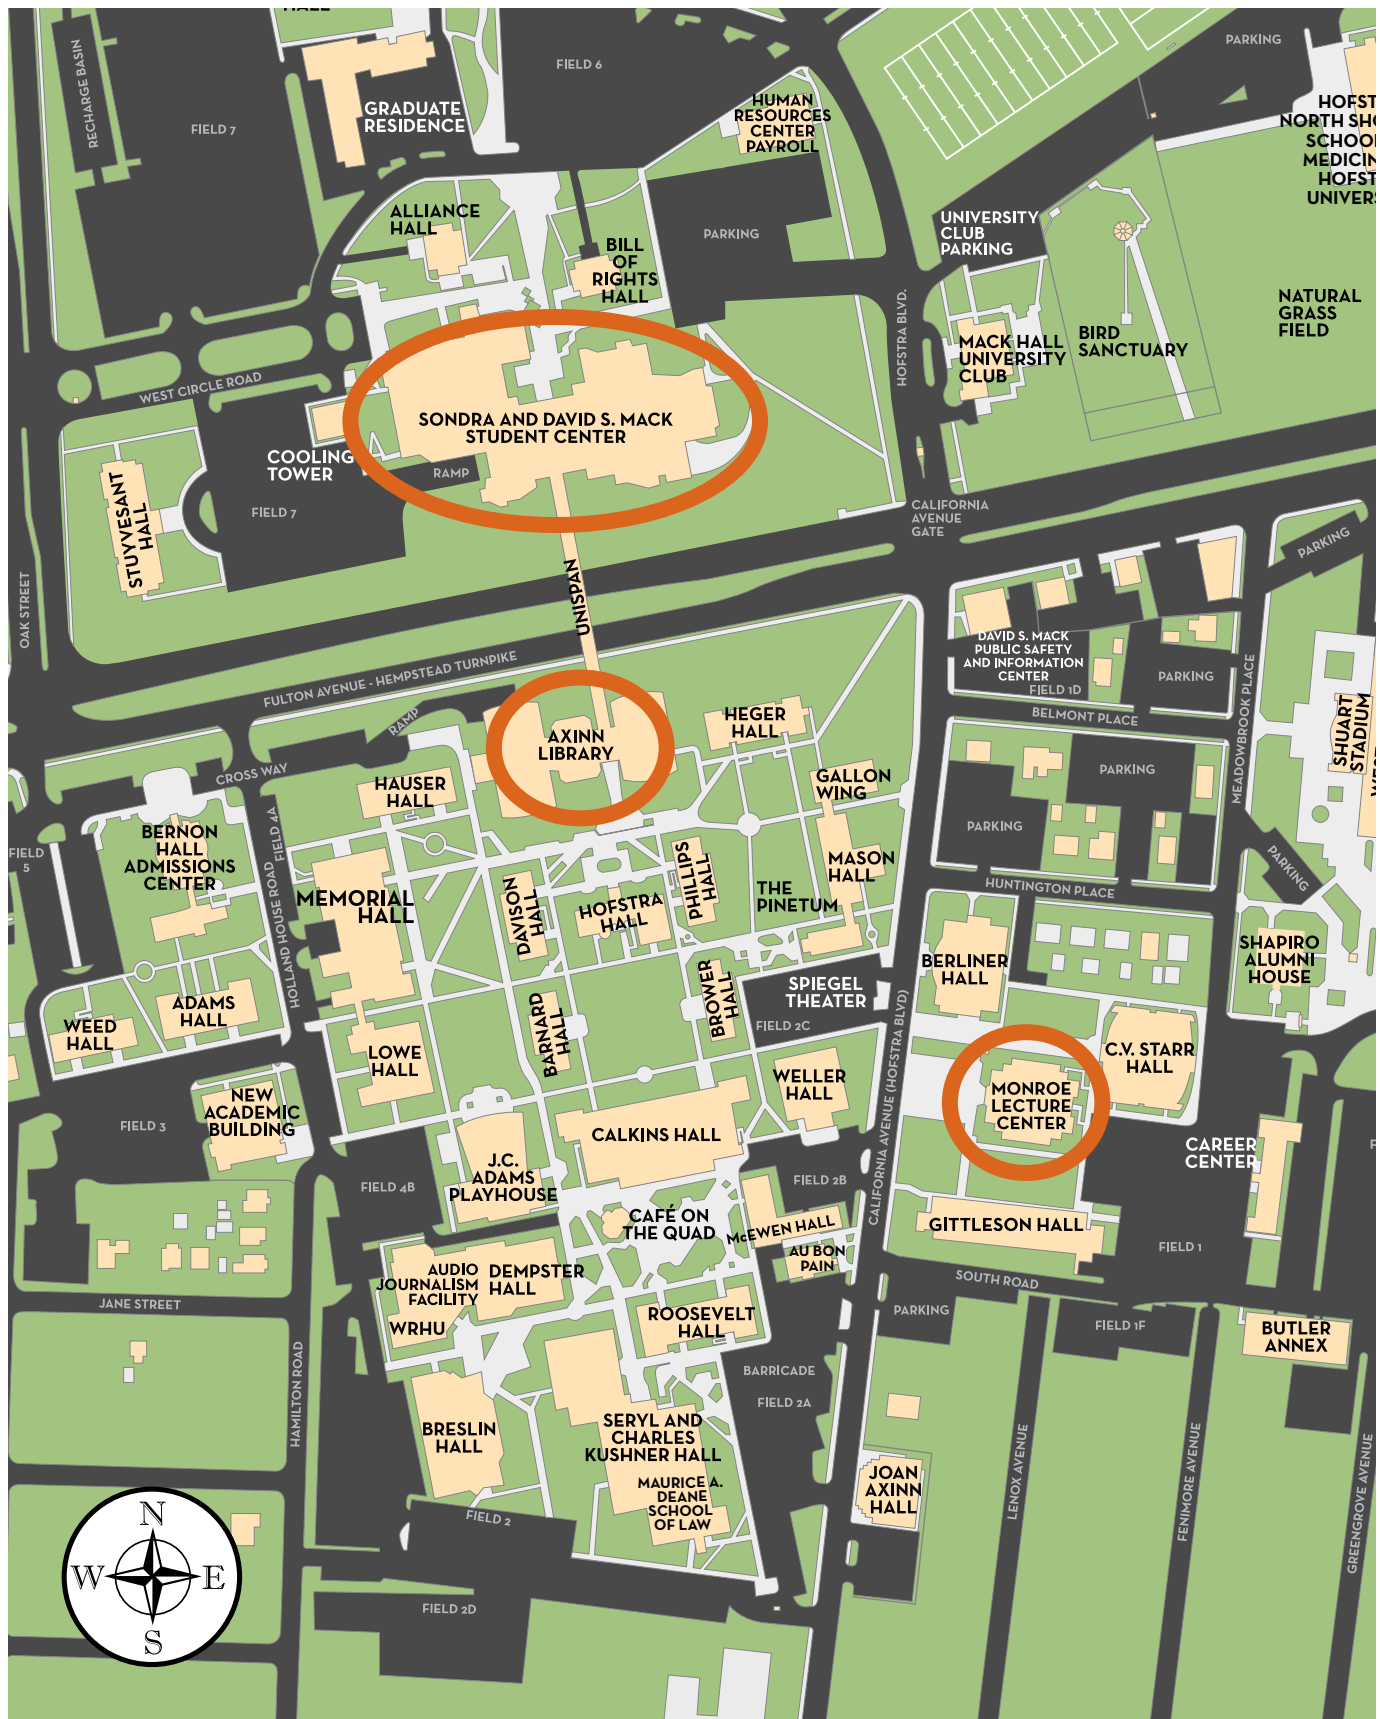 HALL
RECHARGE BASIN
FIELD 7
GRADUATE
RESIDENCE
FIELD 6
HUMAN
RESOURCES
CENTER
PAYROLL
PARKING
HOFST
NORTH SHO
SCHOO
MEDICIN
HOFST
UNIVERS
ALLIANCE
HALL
BILL
OF
RIGHTS
HALL
PARKING
UNIVERSITY
CLUB
PARKING
HOFSTRA BLVD.
MACK HALL
UNIVERSITY
CLUB
BIRD
SANCTUARY
NATURAL
GRASS
FIELD
WEST CIRCLE ROAD
SONDRA AND DAVID S. MACK
STUDENT CENTER
COOLING
TOWER
RAMP
STUYVESANT
HALL
FIELD 7
CALIFORNIA
AVENUE
GATE
PARKING
OAK STREET
UNISPAN
DAVID S. MACK
PUBLIC SAFETY
AND INFORMATION
CENTER
FIELD 1D
PARKING
FULTON AVENUE - HEMPSTEAD TURNPIKE
BELMONT PLACE
MEADOWBROOK PLACE
SHUART
STADIUM
WEST
RAMP
AXINN
LIBRARY
HEGER
HALL
CROSS WAY
HAUSER
HALL
GALLON
WING
PARKING
PARKING
FIELD
5
BERNON
HALL
ADMISSIONS
CENTER
FIELD 4A
HOLLAND HOUSE ROAD
MEMORIAL
HALL
DAVISON
HALL
HOFSTRA
HALL
PHILLIPS
HALL
THE
PINETUM
MASON
HALL
HUNTINGTON PLACE
PARKING
BERLINER
HALL
SHAPIRO
ALUMNI
HOUSE
WEED
HALL
ADAMS
HALL
LOWE
HALL
BARNARD
HALL
BROWER
HALL
SPIEGEL
THEATER
FIELD 2C
CALIFORNIA AVENUE (HOFSTRA BLVD)
C.V. STARR
HALL
MONROE
LECTURE
CENTER
WELLER
HALL
NEW
ACADEMIC
BUILDING
FIELD 3
CALKINS HALL
CAREER
CENTER
F
J.C.
ADAMS
PLAYHOUSE
FIELD 4B
FIELD 2B
CAFÉ ON
THE QUAD
McEWEN HALL
AU BON
PAIN
GITTLESON HALL
FIELD 1
SOUTH ROAD
AUDIO
JOURNALISM
FACILITY
WRHU
DEMPSTER
HALL
JANE STREET
ROOSEVELT
HALL
PARKING
FIELD 1F
BUTLER
ANNEX
BARRICADE
FIELD 2A
HAMILTON ROAD
BRESLIN
HALL
SERYL AND
CHARLES
KUSHNER HALL
MAURICE A.
DEANE
SCHOOL
OF LAW
JOAN
AXINN
HALL
LENOX AVENUE
FENIMORE AVENUE
GREENGROVE AVENUE
FIELD 2
FIELD 2D
N
W
E
S